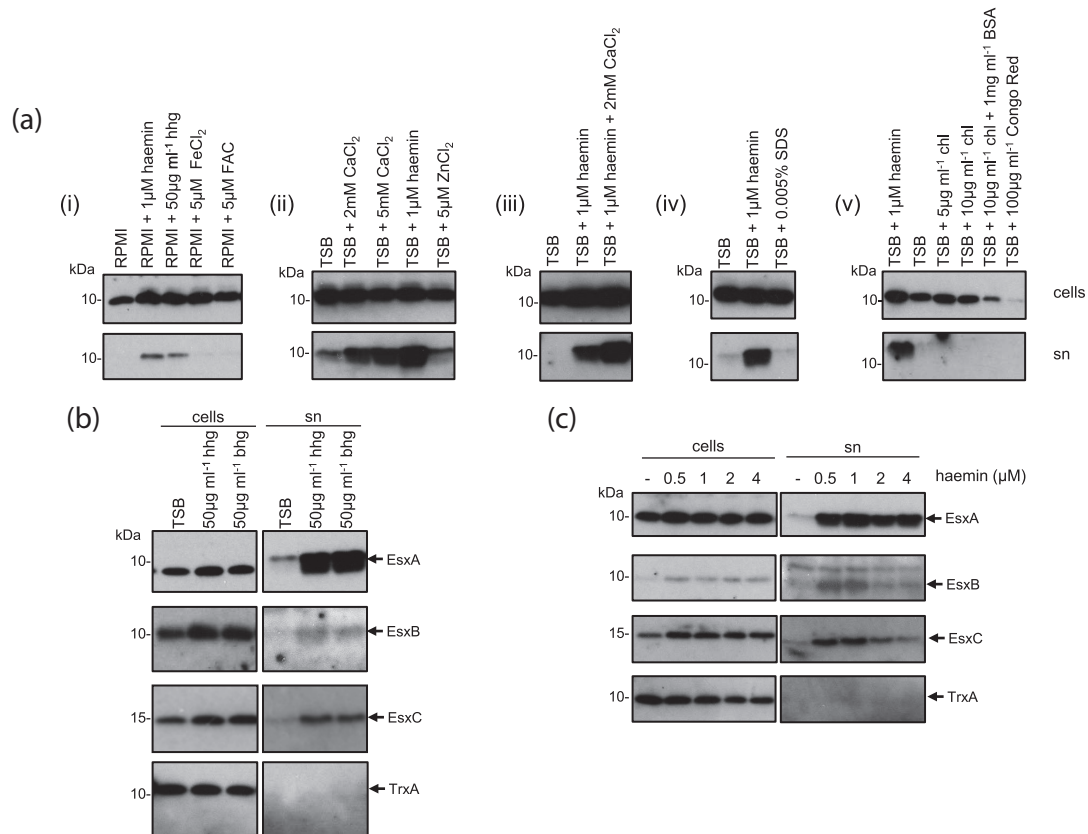 (a)
(i)
RPMI
RPMI + 1µM haemin
RPMI + 50µg ml⁻¹ hhg
RPMI + 5µM FeCl₂
RPMI + 5µM FAC
kDa
10-
10-
(ii)
TSB
TSB + 2mM CaCl₂
TSB + 5mM CaCl₂
TSB + 1µM haemin
TSB + 5µM ZnCl₂
kDa
10-
10-
(iii)
TSB
TSB + 1µM haemin
TSB + 1µM haemin + 2mM CaCl₂
kDa
10-
10-
(iv)
TSB
TSB + 1µM haemin
TSB + 0.005% SDS
kDa
10-
10-
(v)
TSB + 1µM haemin
TSB
TSB + 5µg ml⁻¹ chl
TSB + 10µg ml⁻¹ chl
TSB + 10µg ml⁻¹ chl + 1mg ml⁻¹ BSA
TSB + 100µg ml⁻¹ Congo Red
kDa
10-
10-
cells
sn
(b)
cells
sn
TSB
50µg ml⁻¹ hhg
50µg ml⁻¹ bhg
TSB
50µg ml⁻¹ hhg
50µg ml⁻¹ bhg
kDa
10-
EsxA
10-
EsxB
15-
EsxC
10-
TrxA
(c)
cells
sn
- 0.5 1 2 4
- 0.5 1 2 4
haemin (µM)
kDa
10-
EsxA
10-
EsxB
15-
EsxC
10-
TrxA